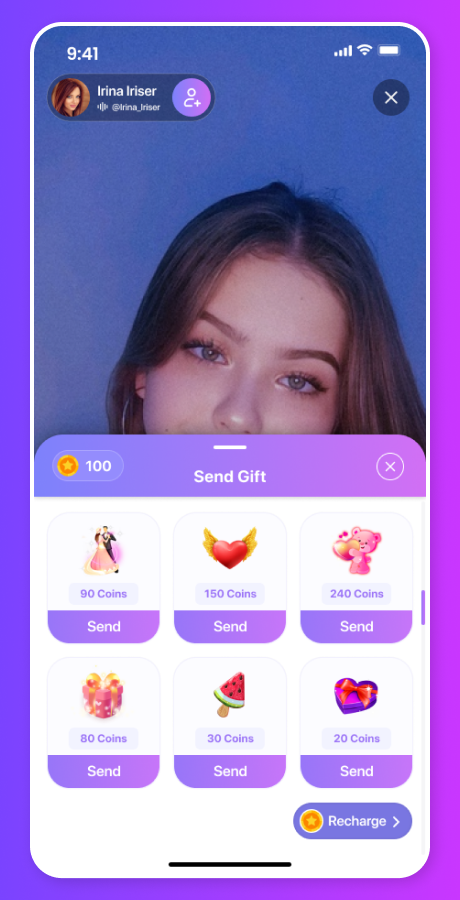 9:41
Irina Iriser
@Irina_Iriser
100
Send Gift
90 Coins
150 Coins
240 Coins
Send
Send
Send
80 Coins
30 Coins
20 Coins
Send
Send
Send
Recharge